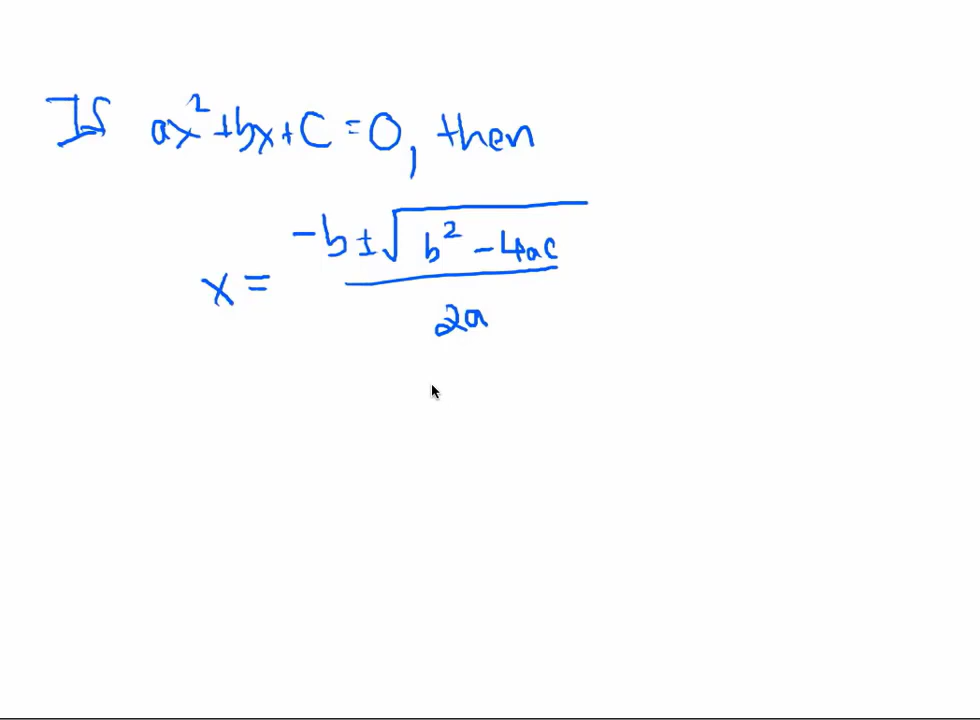 If ax²+bx+c=0, then
x = (-b ± √(b² - 4ac)) / 2a